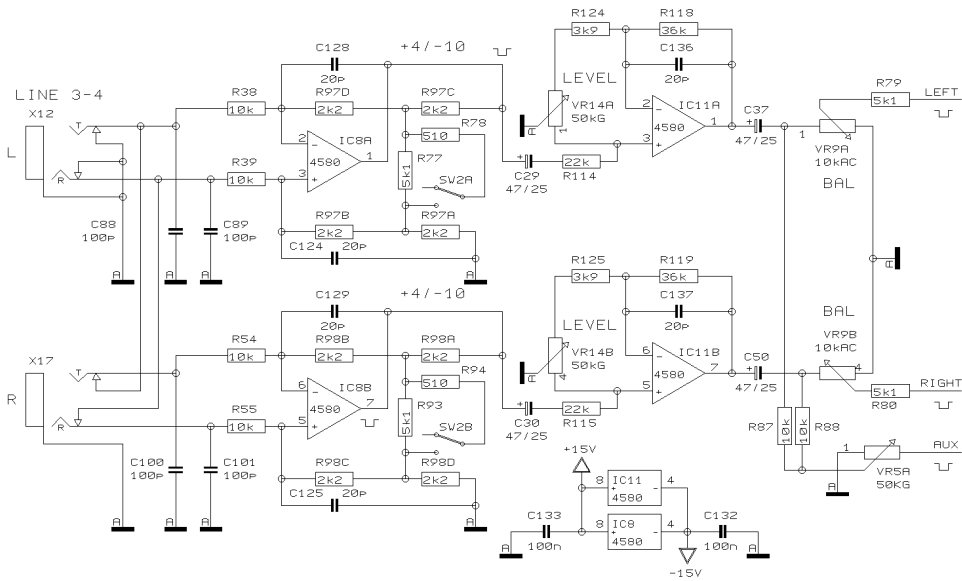 LINE 3-4
X12
L
T
R
C88
100p
C89
100p
A
A
A
R38
10k
R39
10k
C128
20p
+4/-10
R97D
2k2
R97C
2k2
R78
510
R77
5k1
SW2A
IC8A
4580
2
-
3
+
1
R97B
2k2
R97A
2k2
C124
20p
A
C29
47/25
+
R114
22k
R124
3k9
R118
36k
C136
20p
LEVEL
VR14A
50kG
1
A
IC11A
4580
2
-
3
+
1
C37
+
47/25
R79
5k1
LEFT
VR9A
10kAC
1
BAL
A
X17
R
T
R
C100
100p
C101
100p
A
A
A
R54
10k
R55
10k
C129
20p
+4/-10
R98B
2k2
R98A
2k2
R94
510
R93
5k1
SW2B
IC8B
4580
6
-
5
+
7
R98C
2k2
R98D
2k2
C125
20p
A
C30
47/25
+
R115
22k
R125
3k9
R119
36k
C137
20p
LEVEL
VR14B
50kG
4
A
IC11B
4580
6
-
5
+
7
C50
+
47/25
BAL
VR9B
10kAC
4
RIGHT
5k1
R80
R87
10k
10k
R88
AUX
1
VR5A
50KG
A
+15V
8
+
IC11
4580
-
4
8
+
IC8
4580
-
4
C133
100n
A
C132
100n
A
-15V